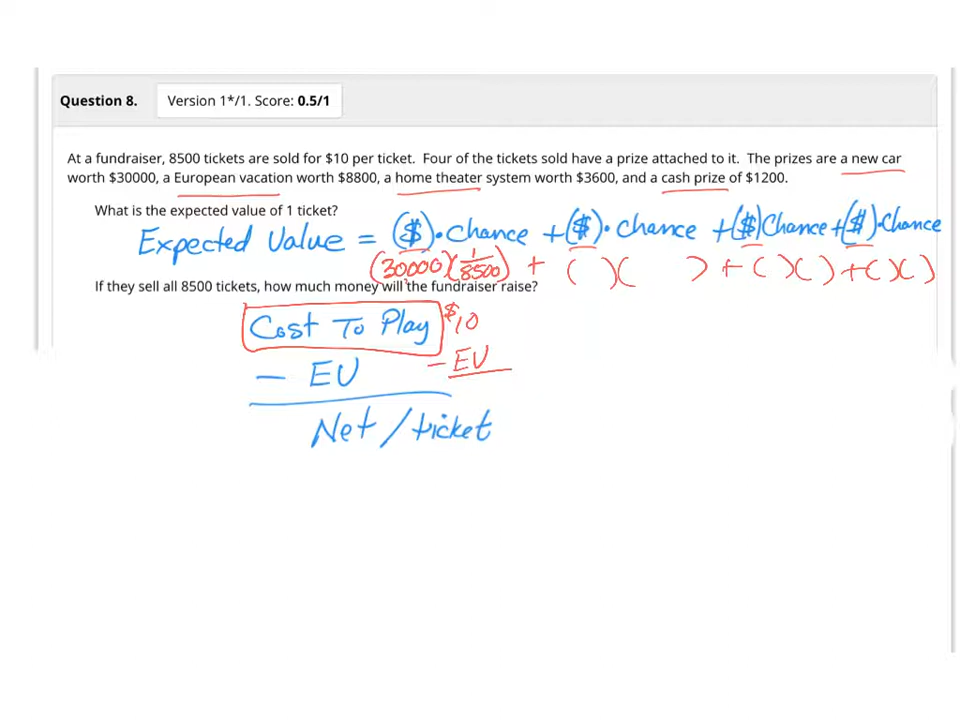 Question 8. Version 1*/1. Score: 0.5/1
At a fundraiser, 8500 tickets are sold for $10 per ticket. Four of the tickets sold have a prize attached to it. The prizes are a new car
worth $30000, a European vacation worth $8800, a home theater system worth $3600, and a cash prize of $1200.
What is the expected value of 1 ticket?
Expected Value = ($)·Chance + ($)·Chance + ($)Chance + ($)·Chance
(30000)(1/8500) + ( )( ) + ( )( ) + ( )( )
If they sell all 8500 tickets, how much money will the fundraiser raise?
Cost To Play $10
- EV - EV
Net/ticket